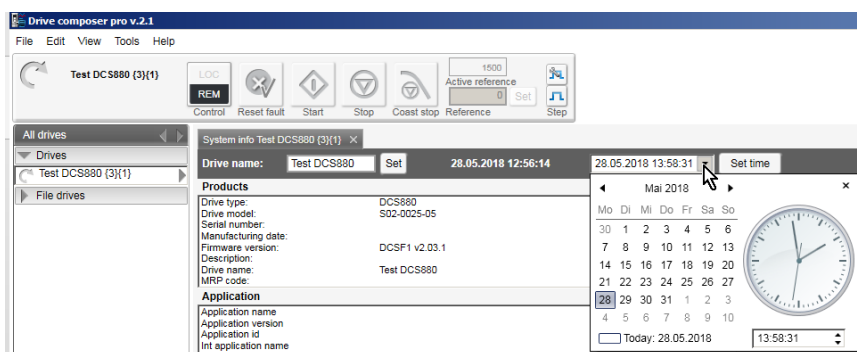 Drive composer pro v.2.1
File Edit View Tools Help
Test DCS880 {3}{1}
LOC
REM
Control
Reset fault
Start
Stop
Coast stop
1500
Active reference
0
Set
Reference
Step
All drives
Drives
Test DCS880 {3}{1}
File drives
System info Test DCS880 {3}{1} ×
Drive name: Test DCS880 Set 28.05.2018 12:56:14 28.05.2018 13:58:31 Set time
Products
Drive type: DCS880
Drive model: S02-0025-05
Serial number:
Manufacturing date:
Firmware version: DCSF1 v2.03.1
Description:
Drive name: Test DCS880
MRP code:
Application
Application name
Application version
Application id
Int application name
Mai 2018 ×
Mo Di Mi Do Fr Sa So
30 1 2 3 4 5 6
7 8 9 10 11 12 13
14 15 16 17 18 19 20
21 22 23 24 25 26 27
28 29 30 31 1 2 3
4 5 6 7 8 9 10
Today: 28.05.2018
13:58:31